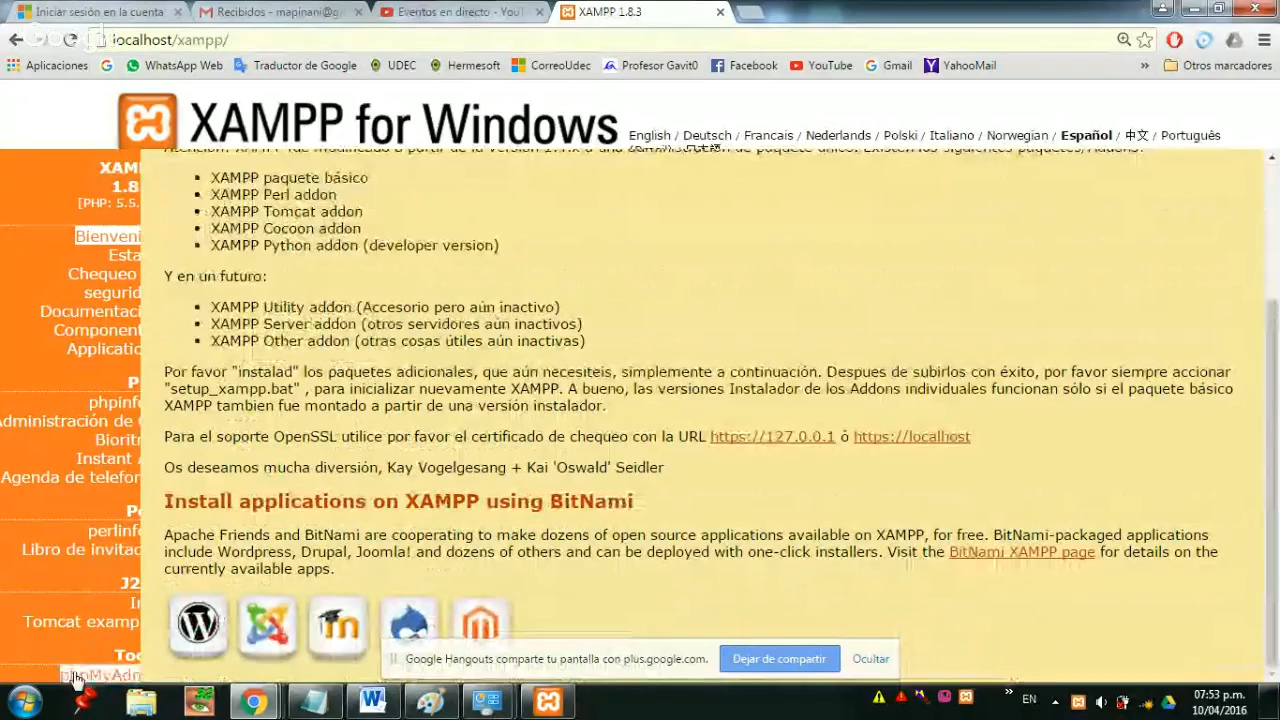 Iniciar sesión en la cuenta
Recibidos - mapinani@g
Eventos en directo - YouT
XAMPP 1.8.3
localhost/xampp/
Aplicaciones
WhatsApp Web
Traductor de Google
UDEC
Hermesoft
CorreoUdec
Profesor Gavit0
Facebook
YouTube
Gmail
YahooMail
»
Otros marcadores
XAMPP for Windows
English / Deutsch / Francais / Nederlands / Polski / Italiano / Norwegian / Español / 中文 / Português
XAM
1.8.
[PHP: 5.5.
Bienveni
Esta
Chequeo
segurid
Documentaci
Component
Applicatio
P
phpinf
Administración de C
Biorit
Instant A
Agenda de telefor
Pe
perlinfo
Libro de invitac
J2
In
Tomcat examp
Too
phpMyAdm
XAMPP paquete básico
XAMPP Perl addon
XAMPP Tomcat addon
XAMPP Cocoon addon
XAMPP Python addon (developer version)
Y en un futuro:
XAMPP Utility addon (Accesorio pero aún inactivo)
XAMPP Server addon (otros servidores aún inactivos)
XAMPP Other addon (otras cosas útiles aún inactivas)
Por favor "instalad" los paquetes adicionales, que aún necesiteis, simplemente a continuación. Despues de subirlos con éxito, por favor siempre accionar
"setup_xampp.bat" , para inicializar nuevamente XAMPP. A bueno, las versiones Instalador de los Addons individuales funcionan sólo si el paquete básico
XAMPP tambien fue montado a partir de una versión instalador.
Para el soporte OpenSSL utilice por favor el certificado de chequeo con la URL https://127.0.0.1 ó https://localhost
Os deseamos mucha diversión, Kay Vogelgesang + Kai 'Oswald' Seidler
Install applications on XAMPP using BitNami
Apache Friends and BitNami are cooperating to make dozens of open source applications available on XAMPP, for free. BitNami-packaged applications
include Wordpress, Drupal, Joomla! and dozens of others and can be deployed with one-click installers. Visit the BitNami XAMPP page for details on the
currently available apps.
Google Hangouts comparte tu pantalla con plus.google.com.
Dejar de compartir
Ocultar
EN
07:53 p.m.
10/04/2016